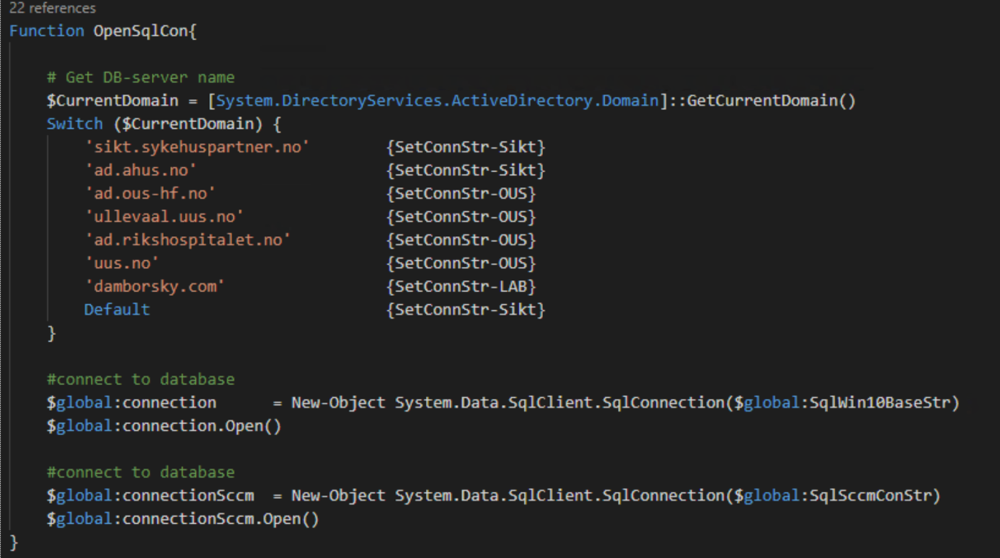 22 references
Function OpenSqlCon{
# Get DB-server name
$CurrentDomain = [System.DirectoryServices.ActiveDirectory.Domain]::GetCurrentDomain()
Switch ($CurrentDomain) {
'sikt.sykehuspartner.no' {SetConnStr-Sikt}
'ad.ahus.no' {SetConnStr-Sikt}
'ad.ous-hf.no' {SetConnStr-OUS}
'ullevaal.uus.no' {SetConnStr-OUS}
'ad.rikshospitalet.no' {SetConnStr-OUS}
'uus.no' {SetConnStr-OUS}
'damborsky.com' {SetConnStr-LAB}
Default {SetConnStr-Sikt}
}
#connect to database
$global:connection = New-Object System.Data.SqlClient.SqlConnection($global:SqlWin10BaseStr)
$global:connection.Open()
#connect to database
$global:connectionSccm = New-Object System.Data.SqlClient.SqlConnection($global:SqlSccmConStr)
$global:connectionSccm.Open()
}